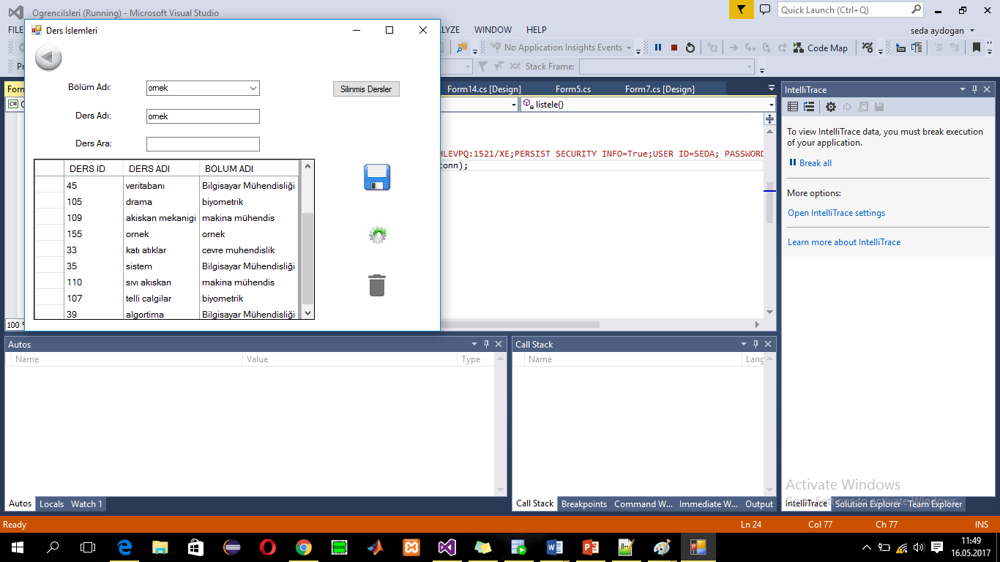 Ogrencilsleri (Running) - Microsoft Visual Studio
Quick Launch (Ctrl+Q)
FILE
LYZE WINDOW HELP
seda aydogan
No Application Insights Events
Code Map
Stack Frame:
Form14.cs [Design] Form5.cs Form7.cs [Design]
listele()
HLEVPQ:1521/XE;PERSIST SECURITY INFO=True;USER ID=SEDA; PASSWORD
conn);
100 %
Ders İslemleri
Bölüm Adı: ornek
Silinmis Dersler
Ders Adı: ornek
Ders Ara:
DERS ID DERS ADI BOLUM ADI
45 veritabanı Bilgisayar Mühendisliği
105 drama biyometrik
109 akiskan mekanigi makina mühendis
155 ornek ornek
33 katı atıklar cevre muhendislik
35 sistem Bilgisayar Mühendisliği
110 sıvı akıskan makina mühendis
107 telli calgilar biyometrik
39 algortima Bilgisayar Mühendisliği
IntelliTrace
To view IntelliTrace data, you must break execution
of your application.
Break all
More options:
Open IntelliTrace settings
Learn more about IntelliTrace
Autos
Name Value Type
Call Stack
Name Lang
Autos Locals Watch 1
Call Stack Breakpoints Command W... Immediate W... Output
IntelliTrace Solution Explorer Team Explorer
Activate Windows
Go to Settings to activate Windows.
Ready
Ln 24 Col 77 Ch 77 INS
11:49
16.05.2017